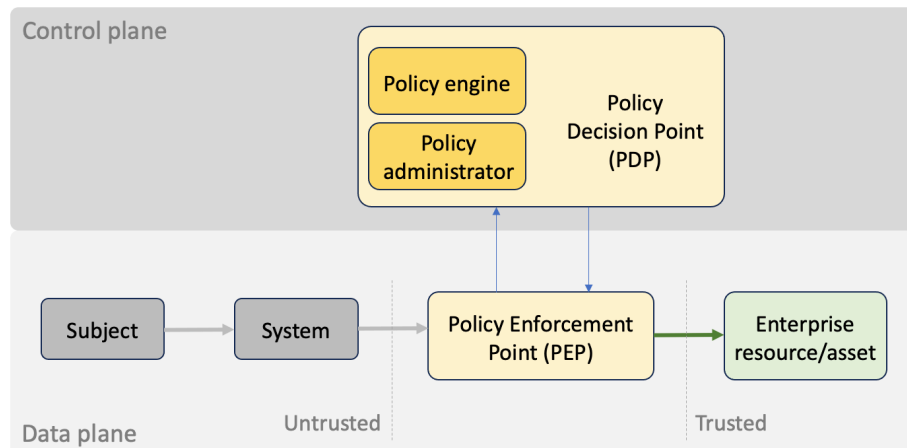 Control plane
Policy engine
Policy
administrator
Policy
Decision Point
(PDP)
Subject
System
Policy Enforcement
Point (PEP)
Enterprise
resource/asset
Untrusted
Trusted
Data plane